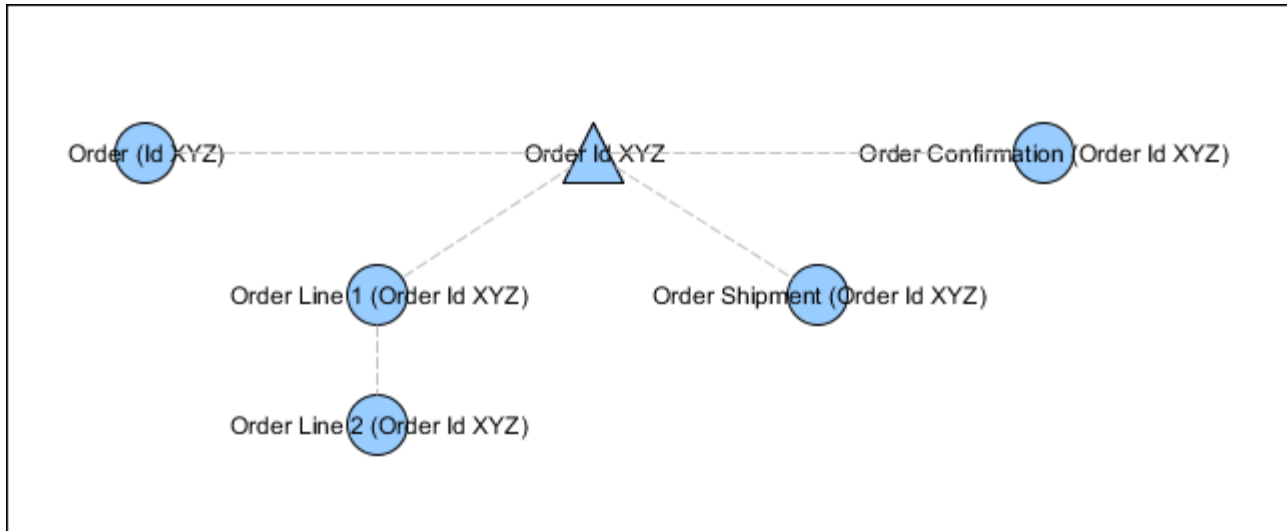 Order (Id XYZ)
Order Id XYZ
Order Confirmation (Order Id XYZ)
Order Line 1 (Order Id XYZ)
Order Shipment (Order Id XYZ)
Order Line 2 (Order Id XYZ)